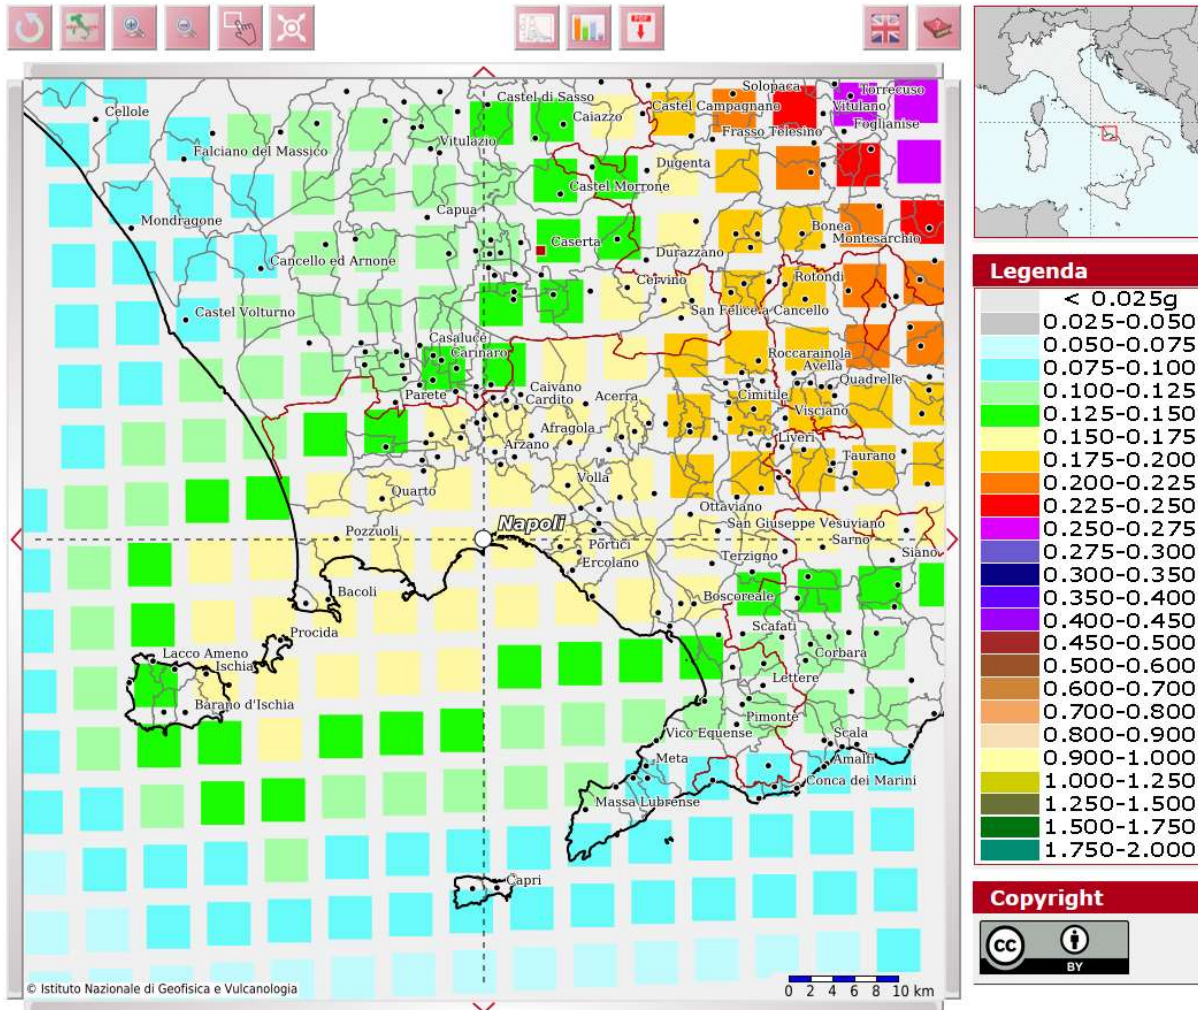 PDF
Solopaca
Torrecuso
Castel di Sasso
Castel Campagnano
Vitulano
Cellole
Caiazzo
Foglianise
Frasso Telesino
Vitulazio
Falciano del Massico
Dugenta
Castel Morrone
Mondragone
Capua
Bonea
Caserta
Montesarchio
Durazzano
Cancello ed Arnone
Rotondi
Cervino
Castel Volturno
San Felice a Cancello
Casaluce
Carinaro
Roccarainola
Avella
Quadrelle
Parete
Caivano
Cardito
Acerra
Cimitile
Visciano
Afragola
Arzano
Liveri
Taurano
Volla
Quarto
Ottaviano
Napoli
San Giuseppe Vesuviano
Pozzuoli
Sarno
Portici
Siano
Ercolano
Terzigno
Bacoli
Boscoreale
Procida
Scafati
Lacco Ameno
Corbara
Ischia
Lettere
Barano d'Ischia
Pimonte
Vico Equense
Scala
Meta
Amalfi
Conca dei Marini
Massa Lubrense
Capri
© Istituto Nazionale di Geofisica e Vulcanologia
0 2 4 6 8 10 km
Legenda
< 0.025g
0.025-0.050
0.050-0.075
0.075-0.100
0.100-0.125
0.125-0.150
0.150-0.175
0.175-0.200
0.200-0.225
0.225-0.250
0.250-0.275
0.275-0.300
0.300-0.350
0.350-0.400
0.400-0.450
0.450-0.500
0.500-0.600
0.600-0.700
0.700-0.800
0.800-0.900
0.900-1.000
1.000-1.250
1.250-1.500
1.500-1.750
1.750-2.000
Copyright
cc
BY